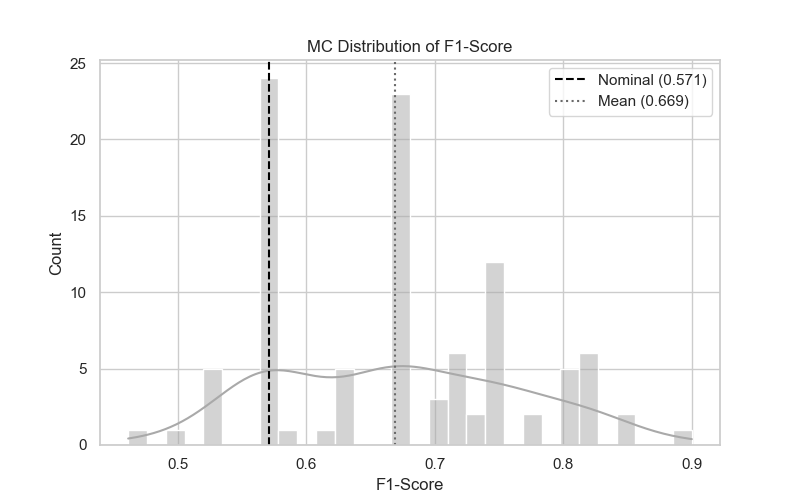 MC Distribution of F1-Score
25
20
15
10
5
0
Count
Nominal (0.571)
Mean (0.669)
0.5 0.6 0.7 0.8 0.9
F1-Score